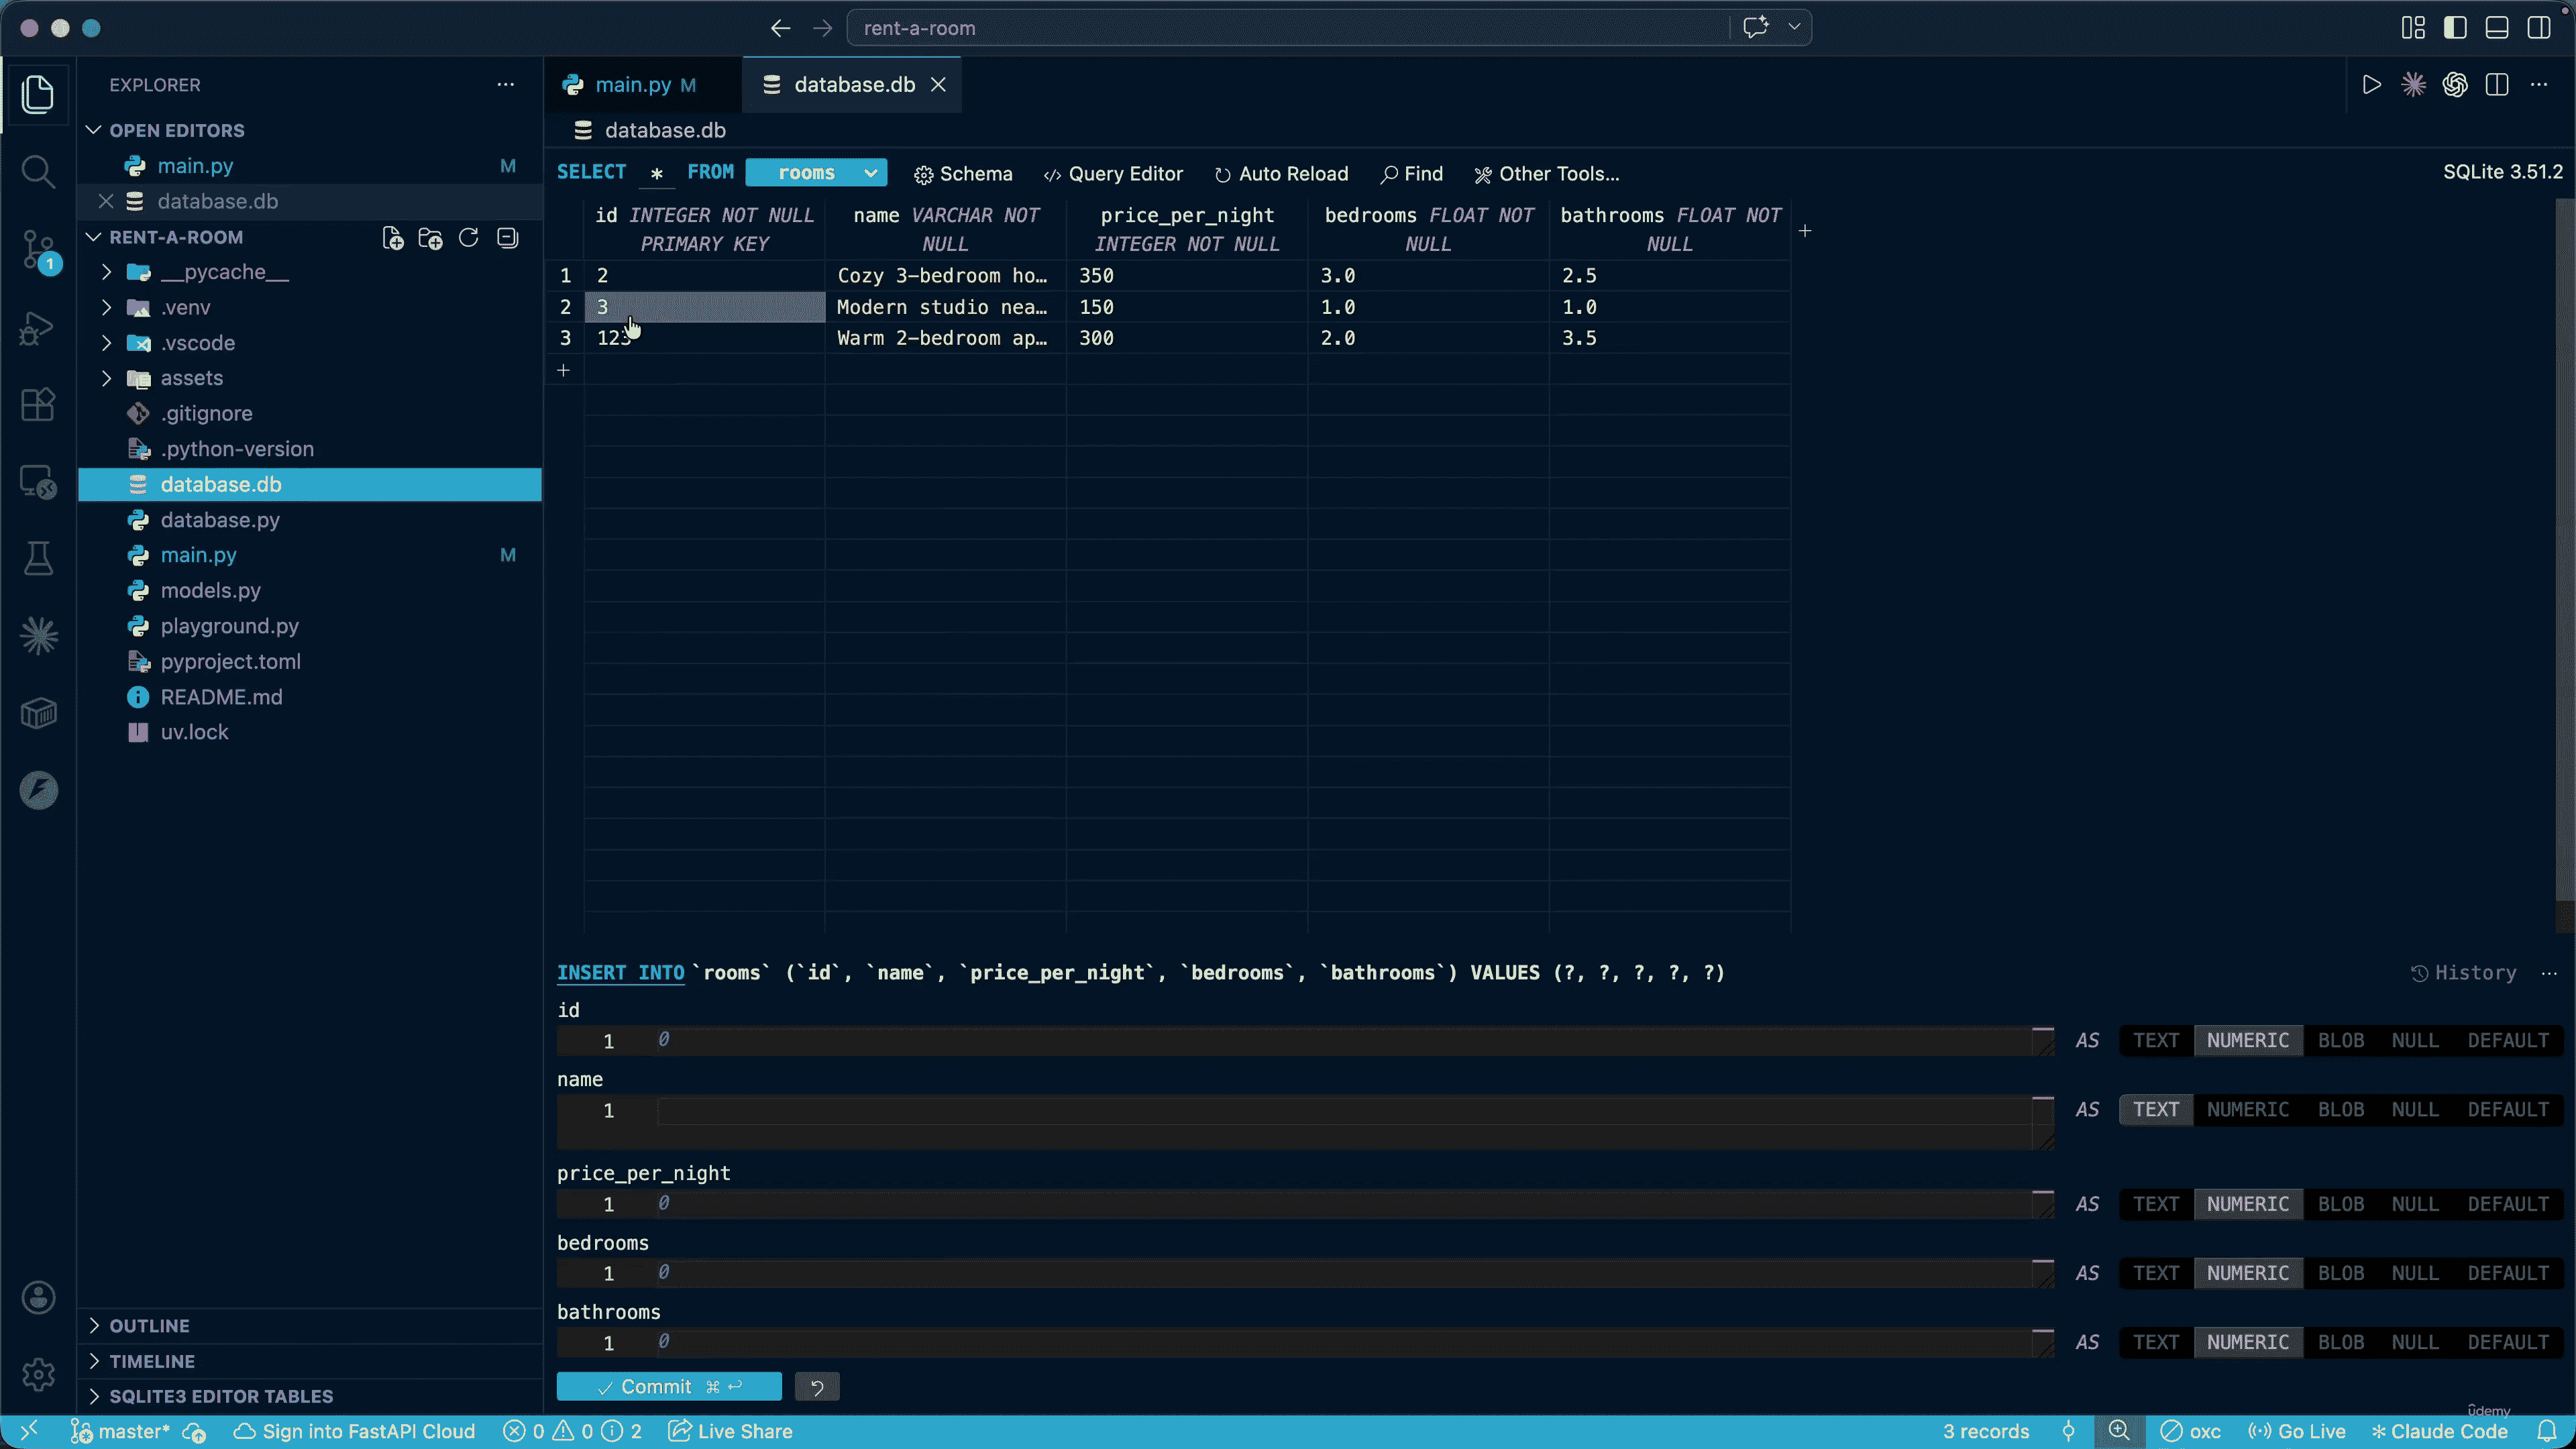 rent-a-room
EXPLORER
OPEN EDITORS
main.py M
database.db
RENT-A-ROOM
__pycache__
.venv
.vscode
assets
.gitignore
.python-version
database.db
database.py
main.py M
models.py
playground.py
pyproject.toml
README.md
uv.lock
OUTLINE
TIMELINE
SQLITE3 EDITOR TABLES
1
main.py M
database.db
database.db
SELECT * FROM rooms Schema Query Editor Auto Reload Find Other Tools... SQLite 3.51.2
id INTEGER NOT NULL PRIMARY KEY
name VARCHAR NOT NULL
price_per_night INTEGER NOT NULL
bedrooms FLOAT NOT NULL
bathrooms FLOAT NOT NULL
1 2 Cozy 3-bedroom ho… 350 3.0 2.5
2 3 Modern studio nea… 150 1.0 1.0
3 123 Warm 2-bedroom ap… 300 2.0 3.5
INSERT INTO `rooms` (`id`, `name`, `price_per_night`, `bedrooms`, `bathrooms`) VALUES (?, ?, ?, ?, ?) History
id
1 0 AS TEXT NUMERIC BLOB NULL DEFAULT
name
1 AS TEXT NUMERIC BLOB NULL DEFAULT
price_per_night
1 0 AS TEXT NUMERIC BLOB NULL DEFAULT
bedrooms
1 0 AS TEXT NUMERIC BLOB NULL DEFAULT
bathrooms
1 0 AS TEXT NUMERIC BLOB NULL DEFAULT
Commit ⌘
udemy
master* Sign into FastAPI Cloud 0 0 2 Live Share 3 records oxc Go Live Claude Code